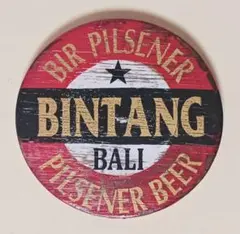 BIR PILSENER
BINTANG
BALI
PILSENER BEER